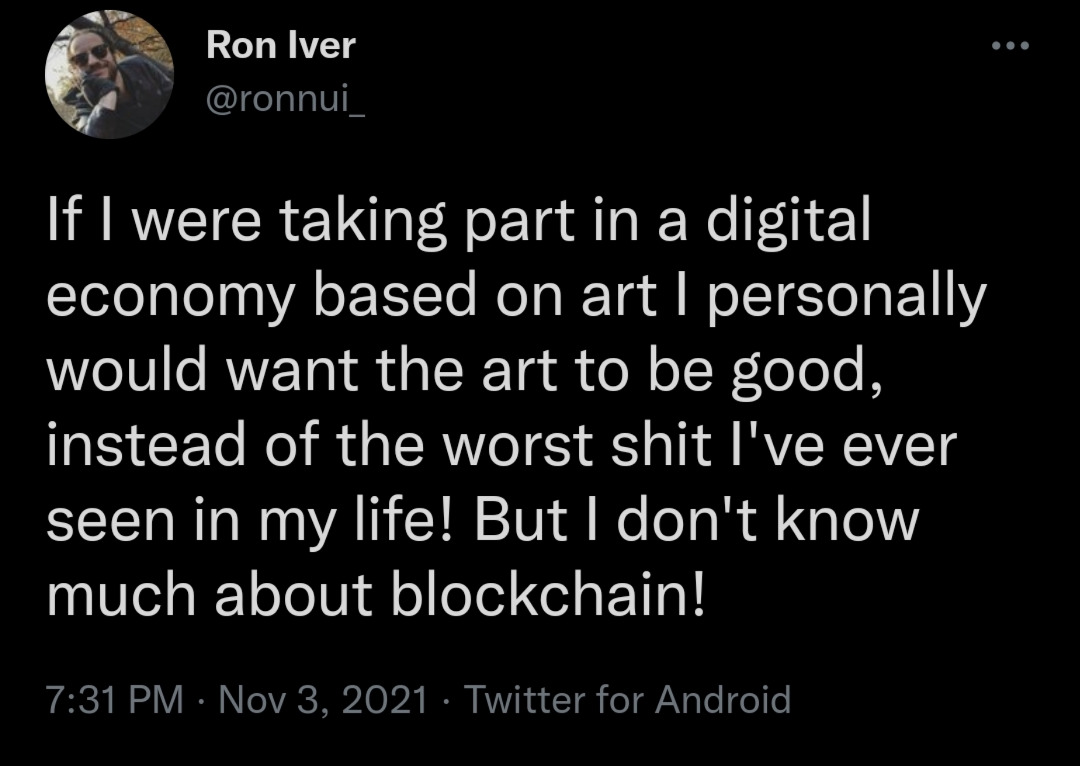 Ron Iver
@ronnui_
If I were taking part in a digital
economy based on art I personally
would want the art to be good,
instead of the worst shit I've ever
seen in my life! But I don't know
much about blockchain!
7:31 PM · Nov 3, 2021 · Twitter for Android